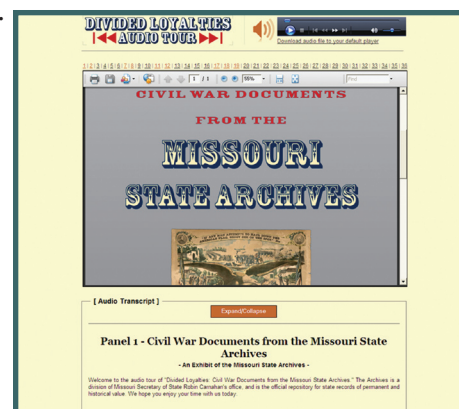 DIVIDED LOYALTIES
AUDIO TOUR
Download audio file to your default player
1 | 2 | 3 | 4 | 5 | 6 | 7 | 8 | 9 | 10 | 11 | 12 | 13 | 14 | 15 | 16 | 17 | 18 | 19 | 20 | 21 | 22 | 23 | 24 | 25 | 26 | 27 | 28 | 29 | 30 | 31 | 32 | 33 | 34 | 35 | 36
1 / 1 55% Find
CIVIL WAR DOCUMENTS
FROM THE
MISSOURI
STATE ARCHIVES
[ Audio Transcript ]
Expand/Collapse
Panel 1 - Civil War Documents from the Missouri State
Archives
- An Exhibit of the Missouri State Archives -
Welcome to the audio tour of "Divided Loyalties: Civil War Documents from the Missouri State Archives." The Archives is a
division of Missouri Secretary of State Robin Carnahan's office, and is the official repository for state records of permanent and
historical value. We hope you enjoy your time with us today.